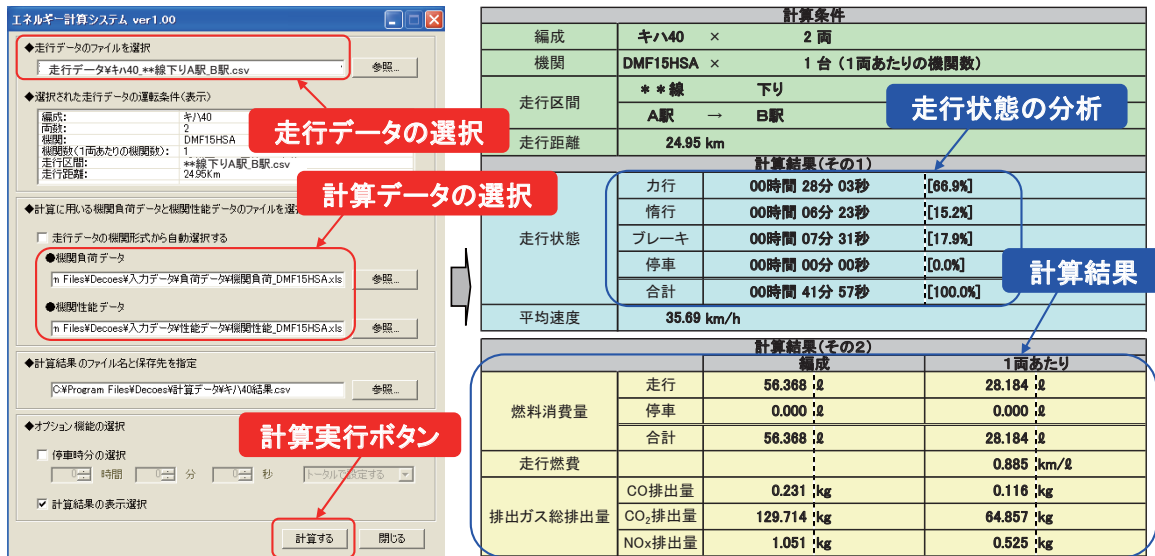 エネルギー計算システム ver1.00
◆走行データのファイルを選択
走行データ¥キハ40_**線下りA駅_B駅.csv
参照...
◆選択された走行データの運転条件(表示)
編成: キハ40
両数: 2
機関: DMF15HSA
機関数(1両あたりの機関数): 1
走行区間: **線下りA駅_B駅.csv
走行距離: 24.95Km
走行データの選択
計算データの選択
◆計算に用いる機関負荷データと機関性能データのファイルを選択
走行データの機関形式から自動選択する
●機関負荷データ
m Files¥Decoes¥入力データ¥負荷データ¥機関負荷_DMF15HSA.xls
参照...
●機関性能データ
m Files¥Decoes¥入力データ¥性能データ¥機関性能_DMF15HSA.xls
参照...
◆計算結果のファイル名と保存先を指定
C:¥Program Files¥Decoes¥計算データ¥キハ40結果.csv
参照...
◆オプション機能の選択
計算実行ボタン
停車時分の選択
0 時間 0 分 0 秒 トータルで設定する
計算結果の表示選択
計算する 閉じる
計算条件
編成 キハ40 × 2 両
機関 DMF15HSA × 1 台 (1両あたりの機関数)
走行区間 **線 下り
A駅 → B駅
走行距離 24.95 km
走行状態の分析
計算結果(その1)
走行状態
力行 00時間 28分 03秒 [66.9%]
惰行 00時間 06分 23秒 [15.2%]
ブレーキ 00時間 07分 31秒 [17.9%]
停車 00時間 00分 00秒 [0.0%]
合計 00時間 41分 57秒 [100.0%]
平均速度 35.69 km/h
計算結果
計算結果(その2)
編成 1両あたり
燃料消費量
走行 56.368 ℓ 28.184 ℓ
停車 0.000 ℓ 0.000 ℓ
合計 56.368 ℓ 28.184 ℓ
走行燃費 0.885 km/ℓ
排出ガス総排出量
CO排出量 0.231 kg 0.116 kg
CO₂排出量 129.714 kg 64.857 kg
NOx排出量 1.051 kg 0.525 kg